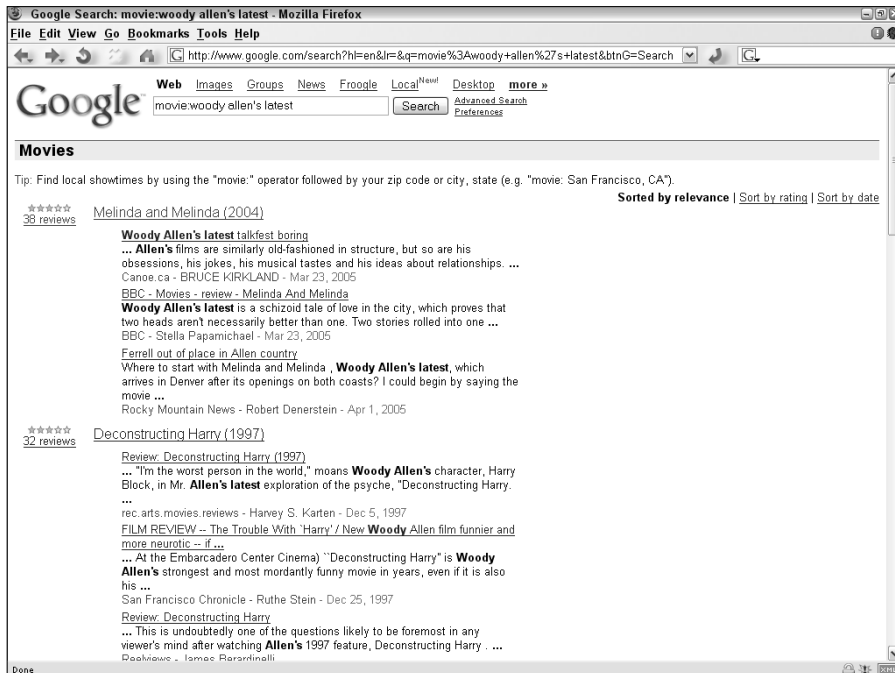 Google Search: movie:woody allen's latest - Mozilla Firefox
File Edit View Go Bookmarks Tools Help
G http://www.google.com/search?hl=en&lr=&q=movie%3Awoody+allen%27s+latest&btnG=Search G
Web Images Groups News Froogle Local New! Desktop more »
Google™
movie:woody allen's latest Search Advanced Search
Preferences
Movies
Tip: Find local showtimes by using the "movie:" operator followed by your zip code or city, state (e.g. "movie: San Francisco, CA").
Sorted by relevance | Sort by rating | Sort by date
38 reviews Melinda and Melinda (2004)
Woody Allen's latest talkfest boring
... Allen's films are similarly old-fashioned in structure, but so are his
obsessions, his jokes, his musical tastes and his ideas about relationships. ...
Canoe.ca - BRUCE KIRKLAND - Mar 23, 2005
BBC - Movies - review - Melinda And Melinda
Woody Allen's latest is a schizoid tale of love in the city, which proves that
two heads aren't necessarily better than one. Two stories rolled into one ...
BBC - Stella Papamichael - Mar 23, 2005
Ferrell out of place in Allen country
Where to start with Melinda and Melinda , Woody Allen's latest, which
arrives in Denver after its openings on both coasts? I could begin by saying the
movie ...
Rocky Mountain News - Robert Denerstein - Apr 1, 2005
32 reviews Deconstructing Harry (1997)
Review: Deconstructing Harry (1997)
... "I'm the worst person in the world," moans Woody Allen's character, Harry
Block, in Mr. Allen's latest exploration of the psyche, "Deconstructing Harry.
...
rec.arts.movies.reviews - Harvey S. Karten - Dec 5, 1997
FILM REVIEW -- The Trouble With `Harry' / New Woody Allen film funnier and
more neurotic -- if ...
... At the Embarcadero Center Cinema) ``Deconstructing Harry'' is Woody
Allen's strongest and most mordantly funny movie in years, even if it is also
his ...
San Francisco Chronicle - Ruthe Stein - Dec 25, 1997
Review: Deconstructing Harry
... This is undoubtedly one of the questions likely to be foremost in any
viewer's mind after watching Allen's 1997 feature, Deconstructing Harry . ...
Reelviews - James Berardinelli
Done XML